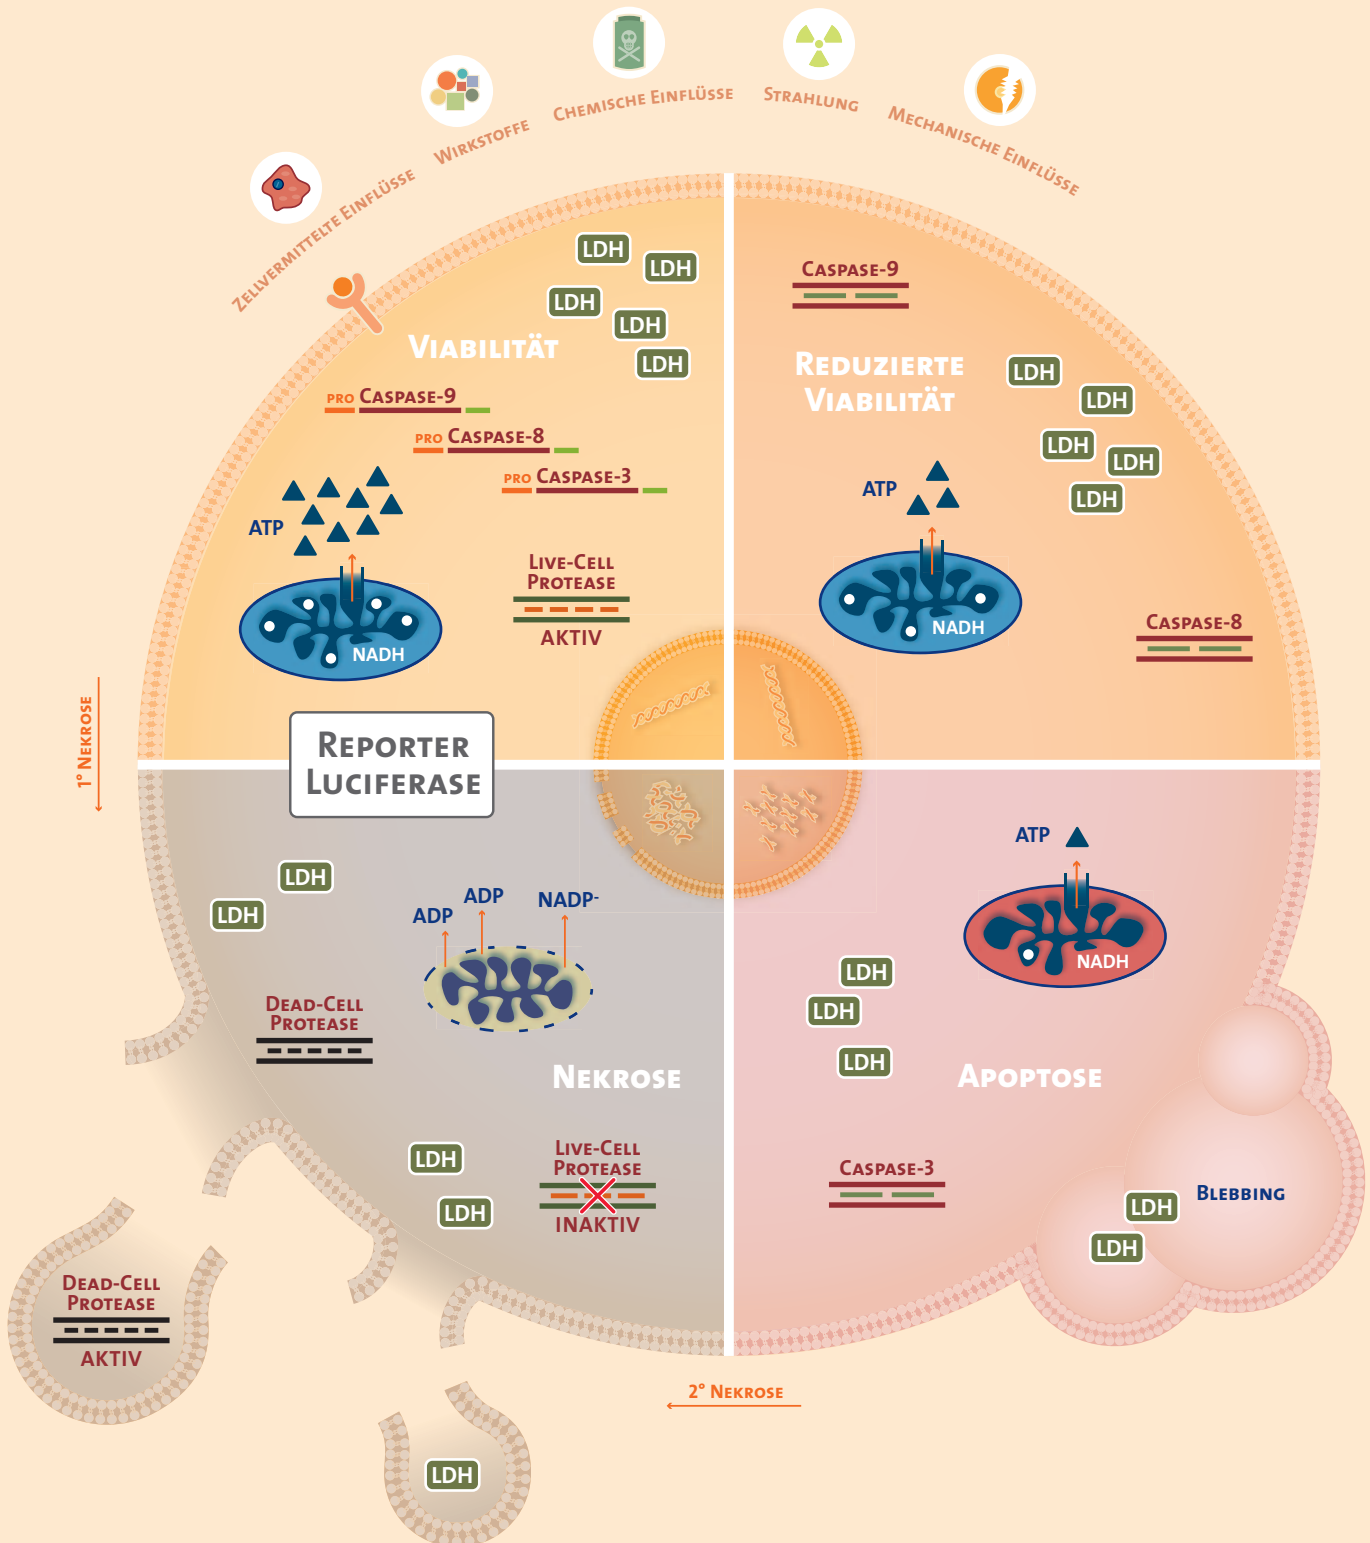 Chemische Einflüsse
Strahlung
Wirkstoffe
Mechanische Einflüsse
Zellvermittelte Einflüsse
LDH
LDH
LDH
LDH
LDH
Viabilität
pro Caspase-9
pro Caspase-8
pro Caspase-3
ATP
Live-Cell
Protease
AKTIV
NADH
Caspase-9
Reduzierte
Viabilität
LDH
LDH
LDH
LDH
LDH
ATP
NADH
Caspase-8
1° Nekrose
Reporter
Luciferase
LDH
LDH
ADP
ADP
NADP-
Dead-Cell
Protease
Nekrose
LDH
LDH
Live-Cell
Protease
INAKTIV
Dead-Cell
Protease
AKTIV
LDH
ATP
NADH
LDH
LDH
LDH
Apoptose
Caspase-3
Blebbing
LDH
LDH
2° Nekrose